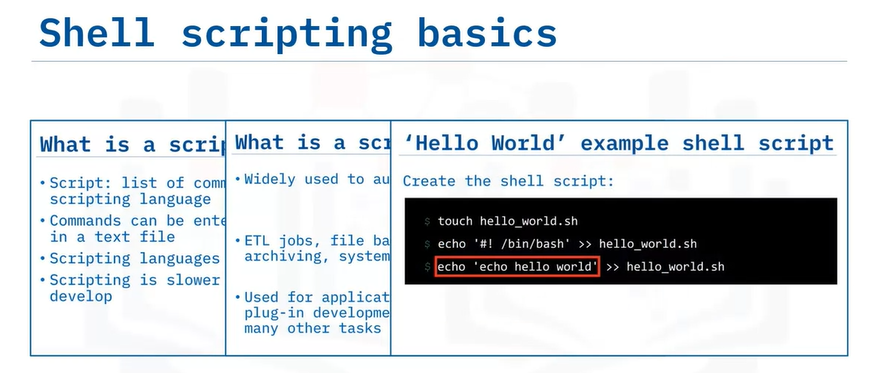 Shell scripting basics
What is a scrip
• Script: list of comm
scripting language
• Commands can be ente
in a text file
• Scripting languages
• Scripting is slower
develop
What is a scr
• Widely used to au
• ETL jobs, file ba
archiving, system
• Used for applicat
plug-in developme
many other tasks
‘Hello World’ example shell script
Create the shell script:
$ touch hello_world.sh
$ echo '#! /bin/bash' >> hello_world.sh
$ echo 'echo hello world' >> hello_world.sh